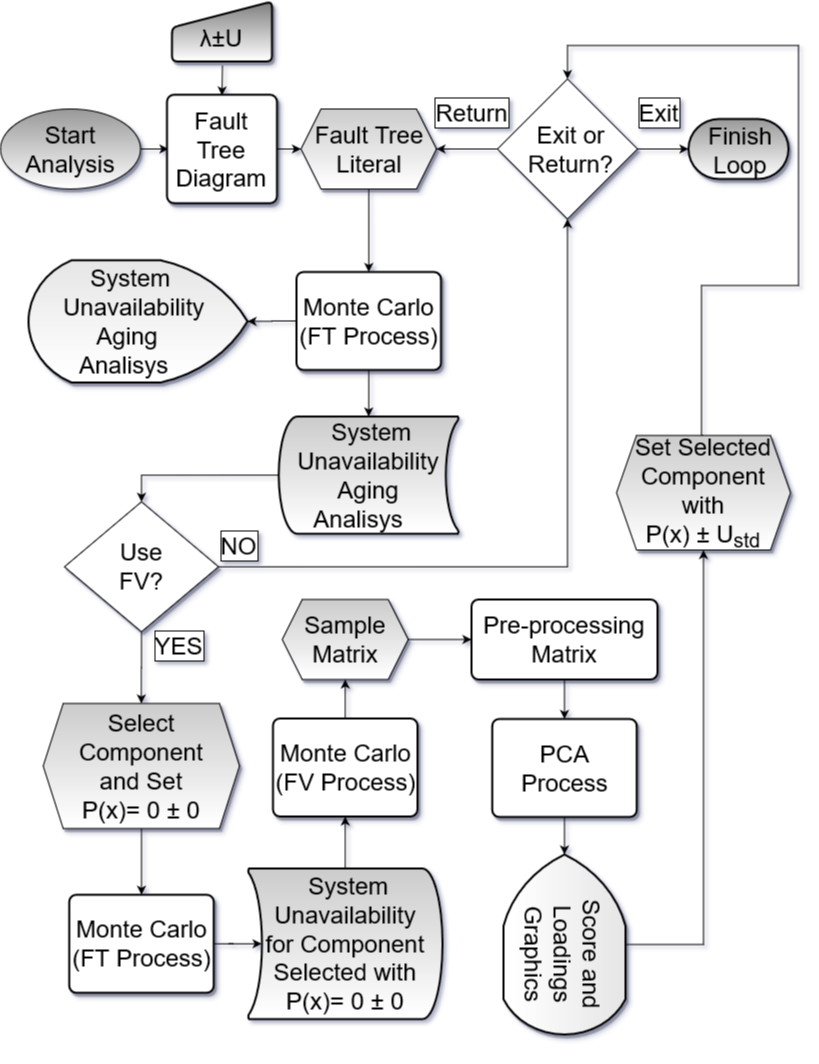 λ±U
Start
Analysis
Fault
Tree
Diagram
Fault Tree
Literal
Return
Exit or
Return?
Exit
Finish
Loop
System
Unavailability
Aging
Analisys
Monte Carlo
(FT Process)
System
Unavailability
Aging
Analisys
Set Selected
Component
with
P(x) ± Ustd
Use
FV?
NO
YES
Sample
Matrix
Pre-processing
Matrix
Select
Component
and Set
P(x)= 0 ± 0
Monte Carlo
(FV Process)
PCA
Process
Monte Carlo
(FT Process)
System
Unavailability
for Component
Selected with
P(x)= 0 ± 0
Score and
Loadings
Graphics